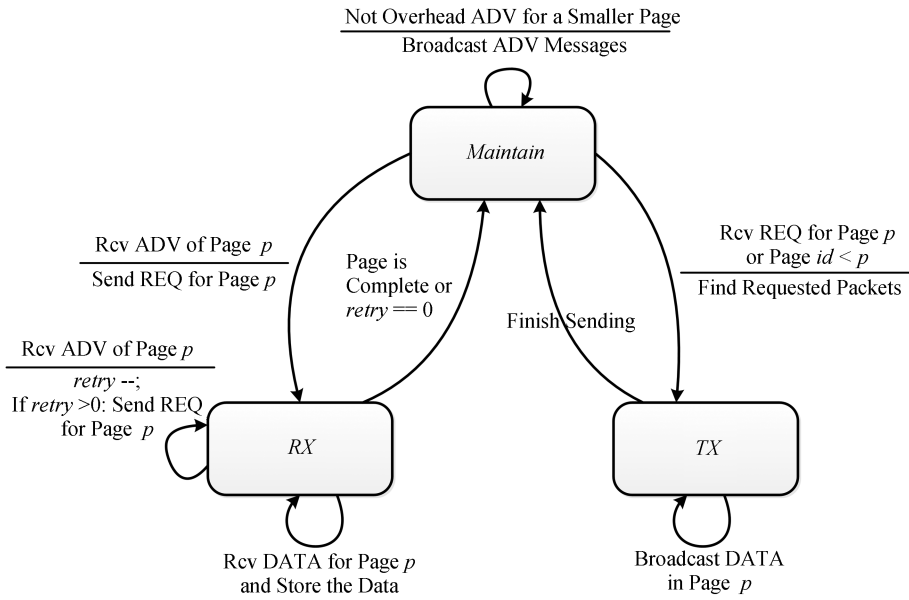 Not Overhead ADV for a Smaller Page
Broadcast ADV Messages
Maintain
Rcv ADV of Page p
Send REQ for Page p
Page is
Complete or
retry == 0
Rcv REQ for Page p
or Page id < p
Find Requested Packets
Finish Sending
Rcv ADV of Page p
retry --;
If retry >0: Send REQ
for Page p
RX
TX
Rcv DATA for Page p
and Store the Data
Broadcast DATA
in Page p